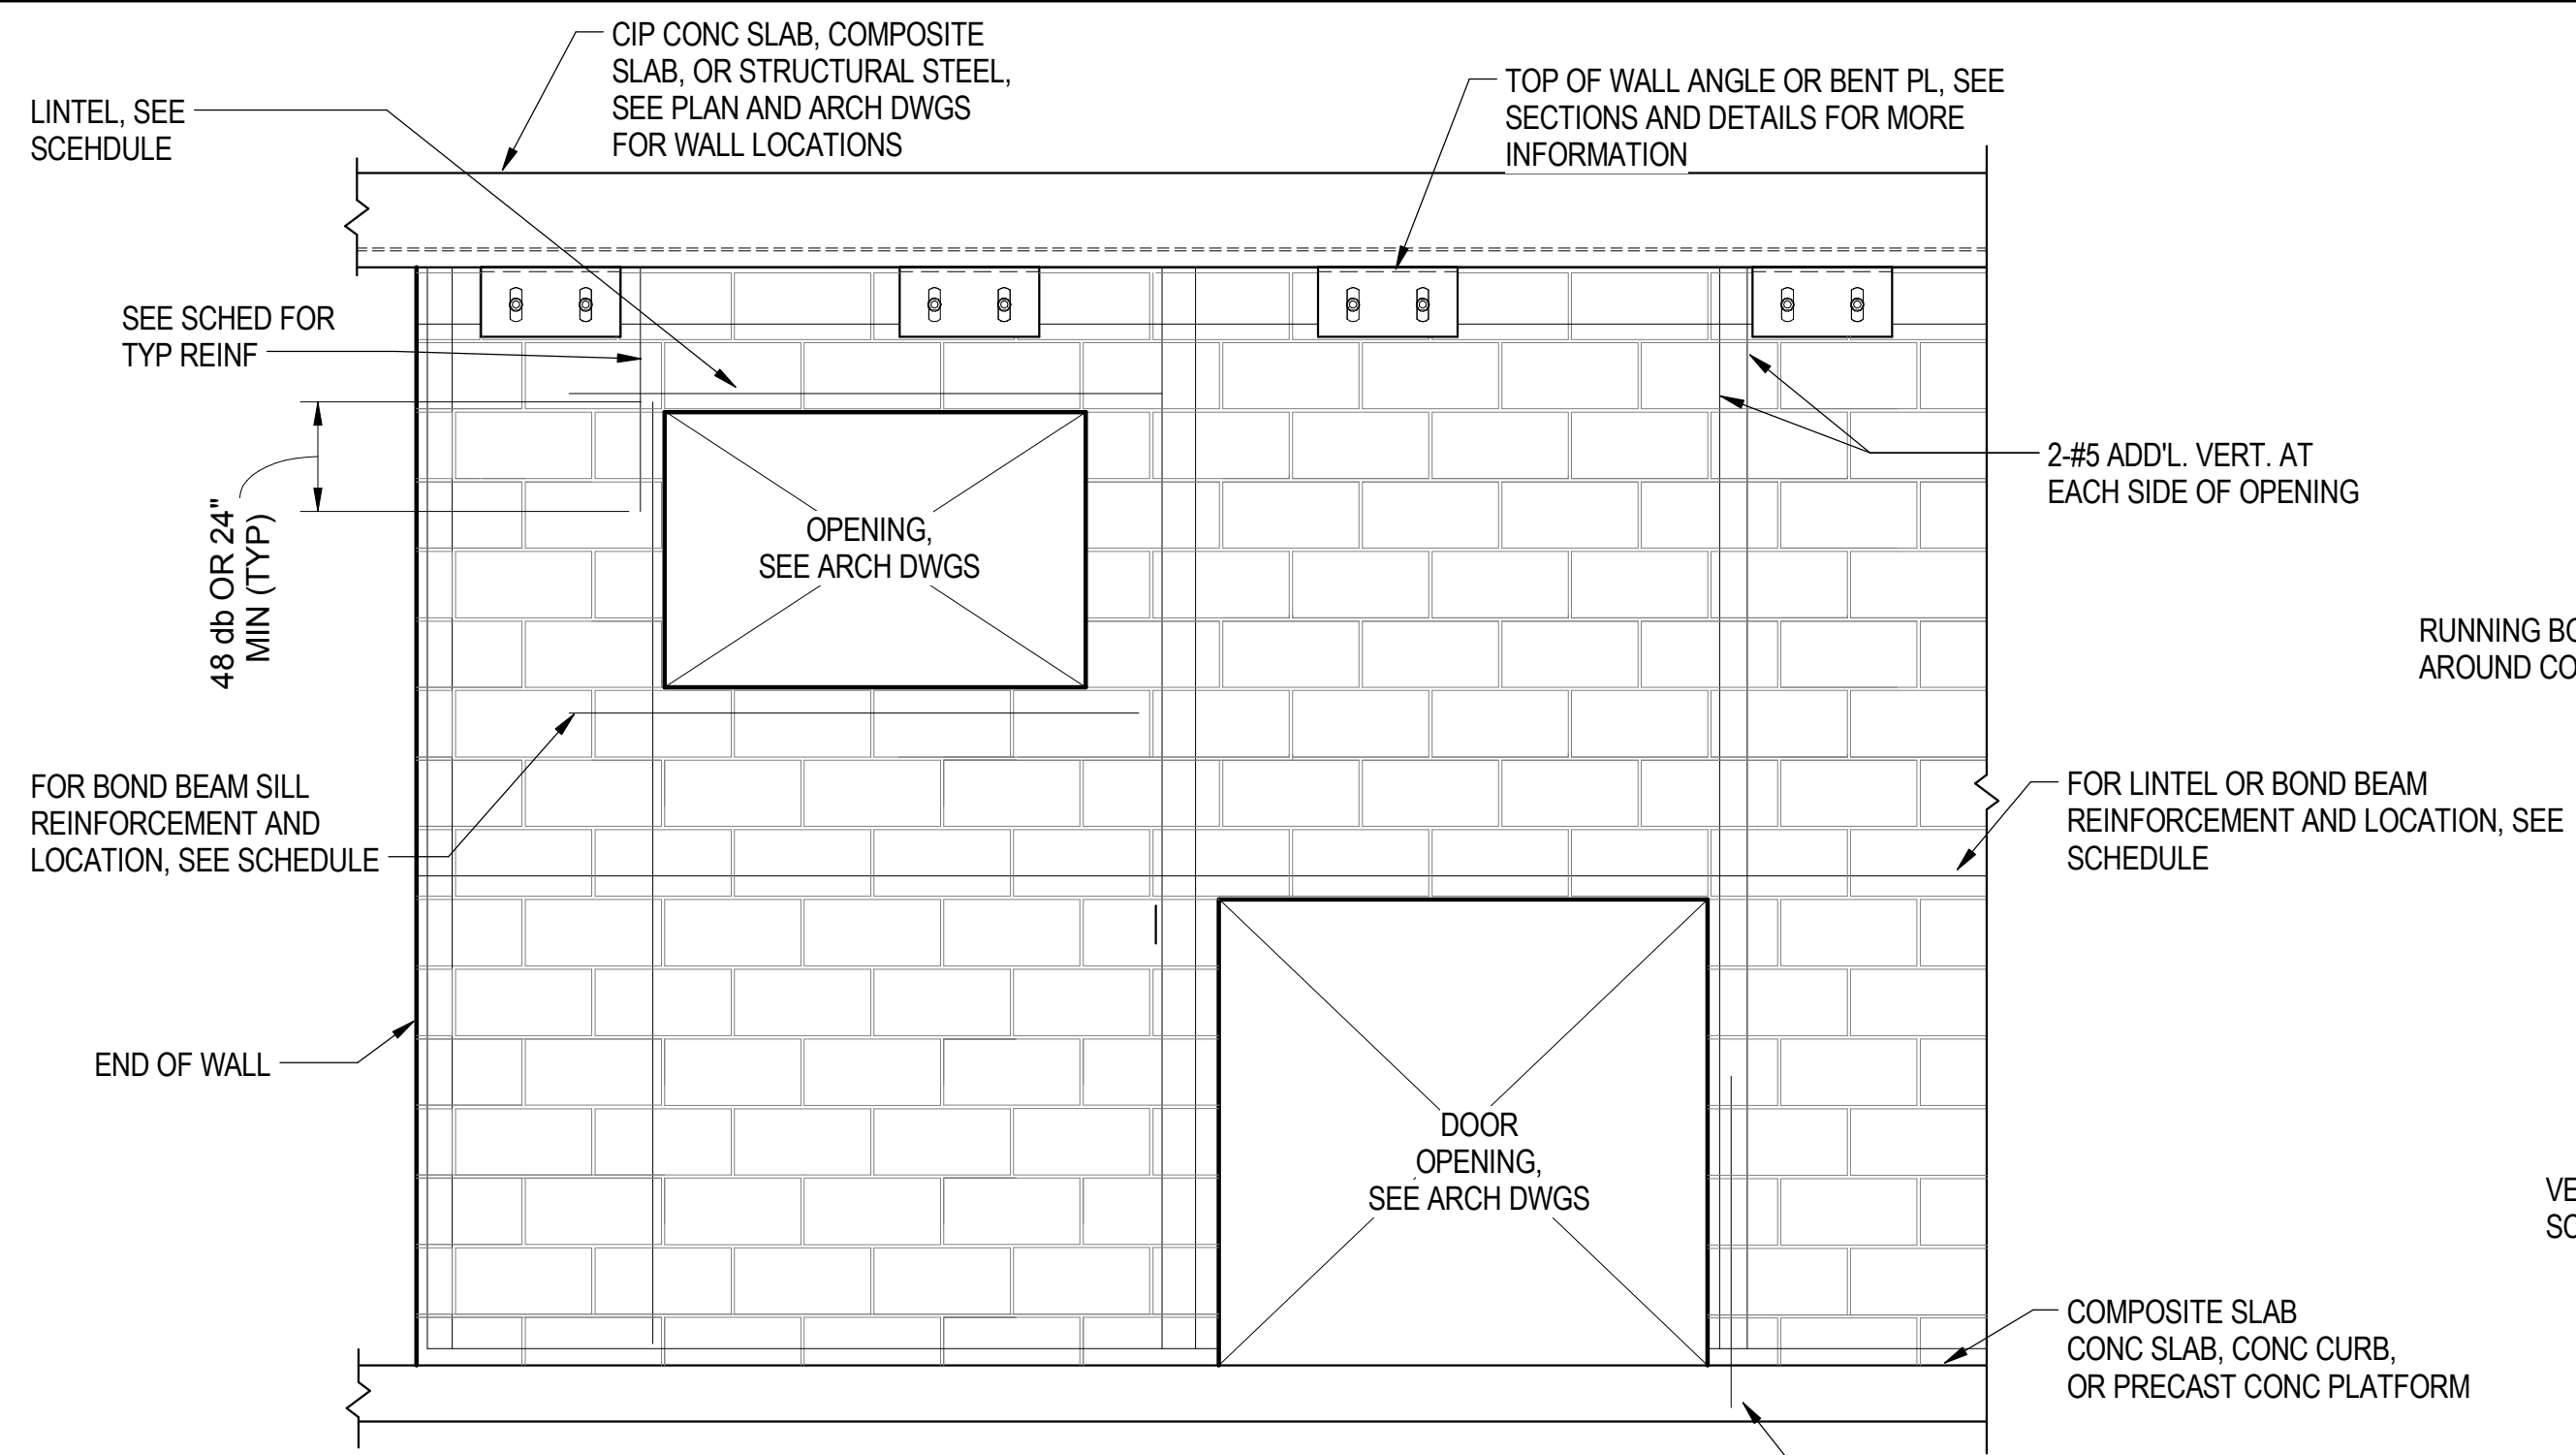 CIP CONC SLAB, COMPOSITE
SLAB, OR STRUCTURAL STEEL,
SEE PLAN AND ARCH DWGS
FOR WALL LOCATIONS
LINTEL, SEE
SCEHDULE
TOP OF WALL ANGLE OR BENT PL, SEE
SECTIONS AND DETAILS FOR MORE
INFORMATION
SEE SCHED FOR
TYP REINF
2-#5 ADD'L. VERT. AT
EACH SIDE OF OPENING
48 db OR 24"
MIN (TYP)
OPENING,
SEE ARCH DWGS
RUNNING
AROUND
FOR BOND BEAM SILL
REINFORCEMENT AND
LOCATION, SEE SCHEDULE
FOR LINTEL OR BOND BEAM
REINFORCEMENT AND LOCATION, SEE
SCHEDULE
END OF WALL
DOOR
OPENING,
SEE ARCH DWGS
COMPOSITE SLAB
CONC SLAB, CONC CURB,
OR PRECAST CONC PLATFORM